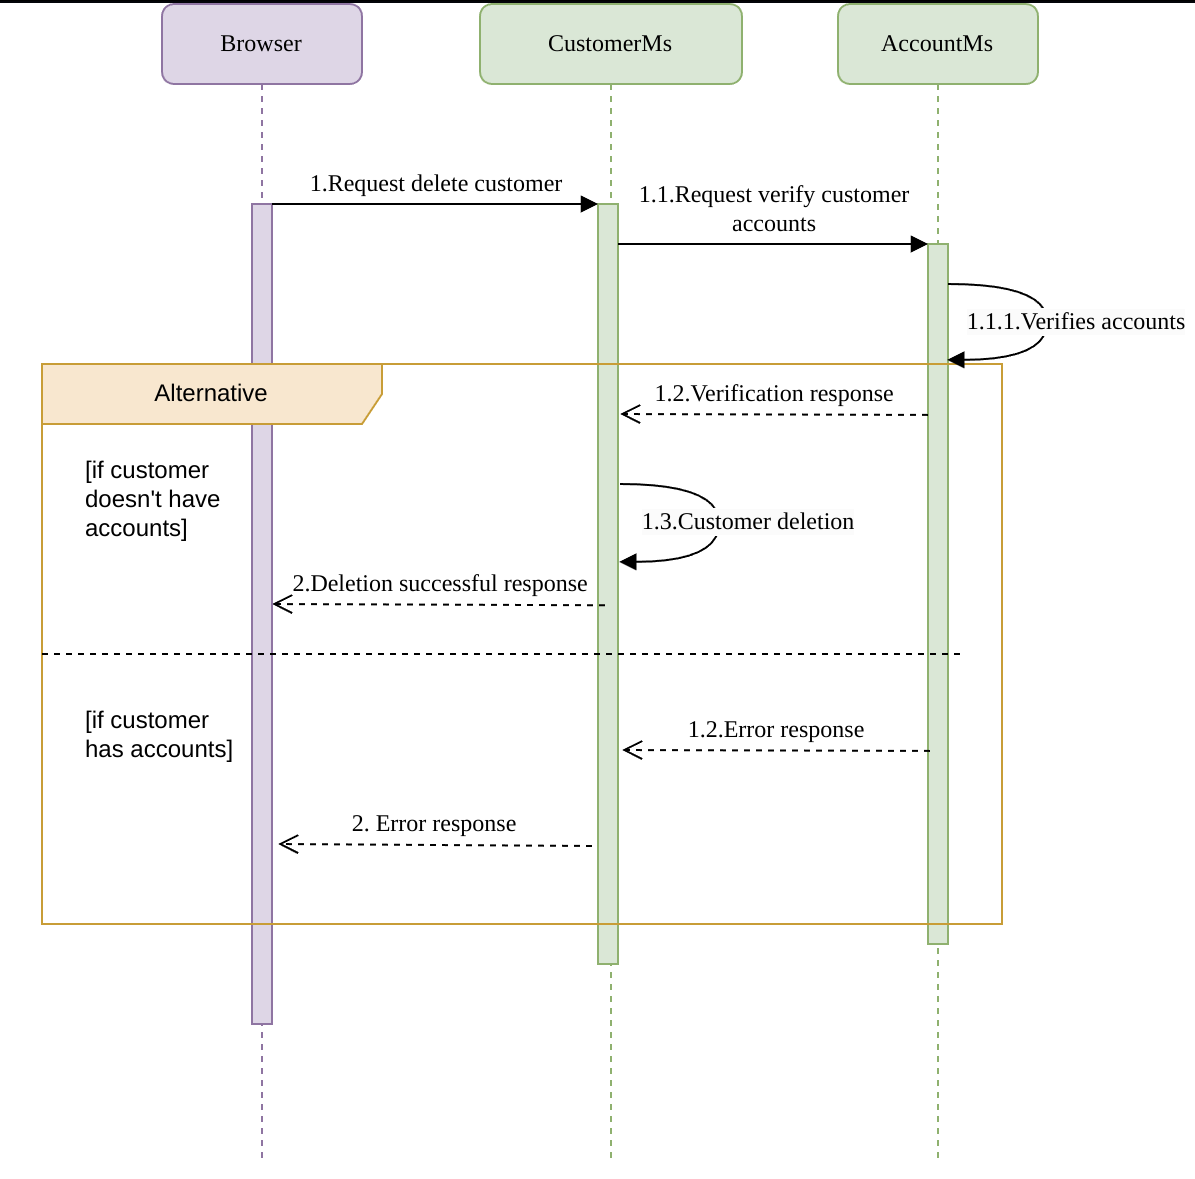 Browser
CustomerMs
AccountMs
1.Request delete customer
1.1.Request verify customer
accounts
1.1.1.Verifies accounts
Alternative
1.2.Verification response
[if customer
doesn't have
accounts]
1.3.Customer deletion
2.Deletion successful response
[if customer
has accounts]
1.2.Error response
2. Error response